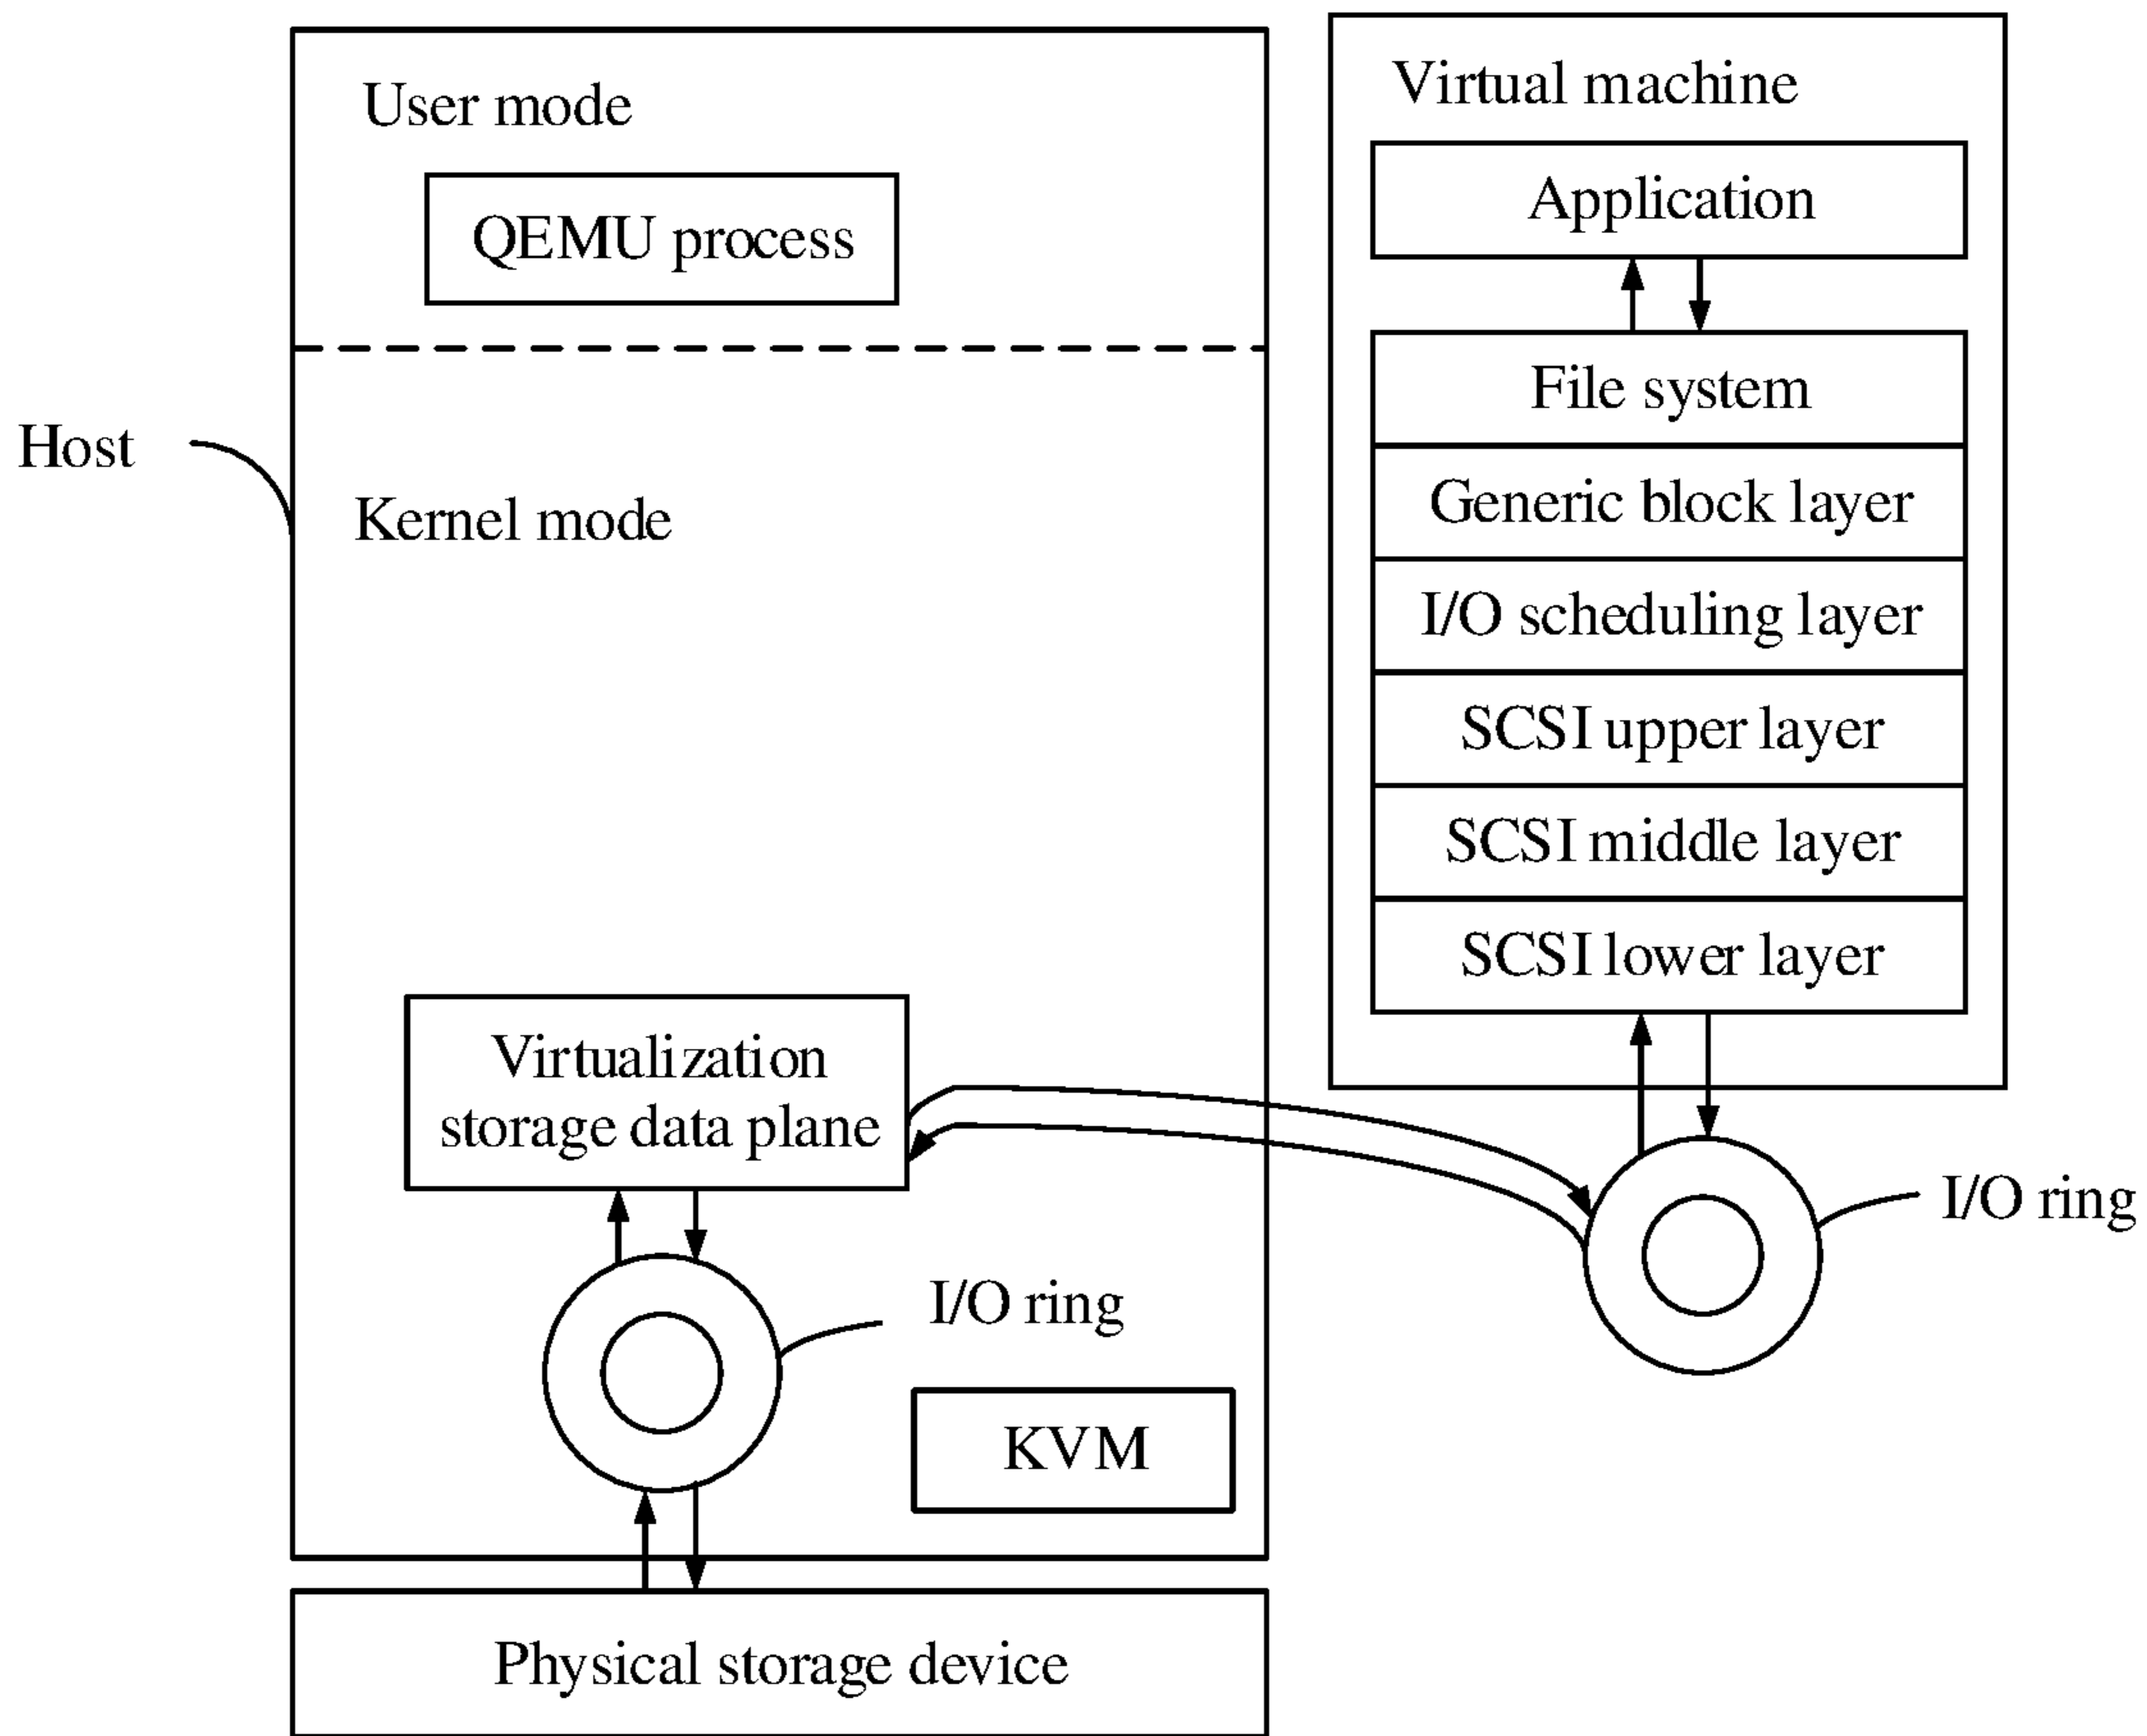 User mode
QEMU process
Host
Kernel mode
Virtualization
storage data plane
I/O ring
KVM
Physical storage device
Virtual machine
Application
File system
Generic block layer
I/O scheduling layer
SCSI upper layer
SCSI middle layer
SCSI lower layer
I/O ring